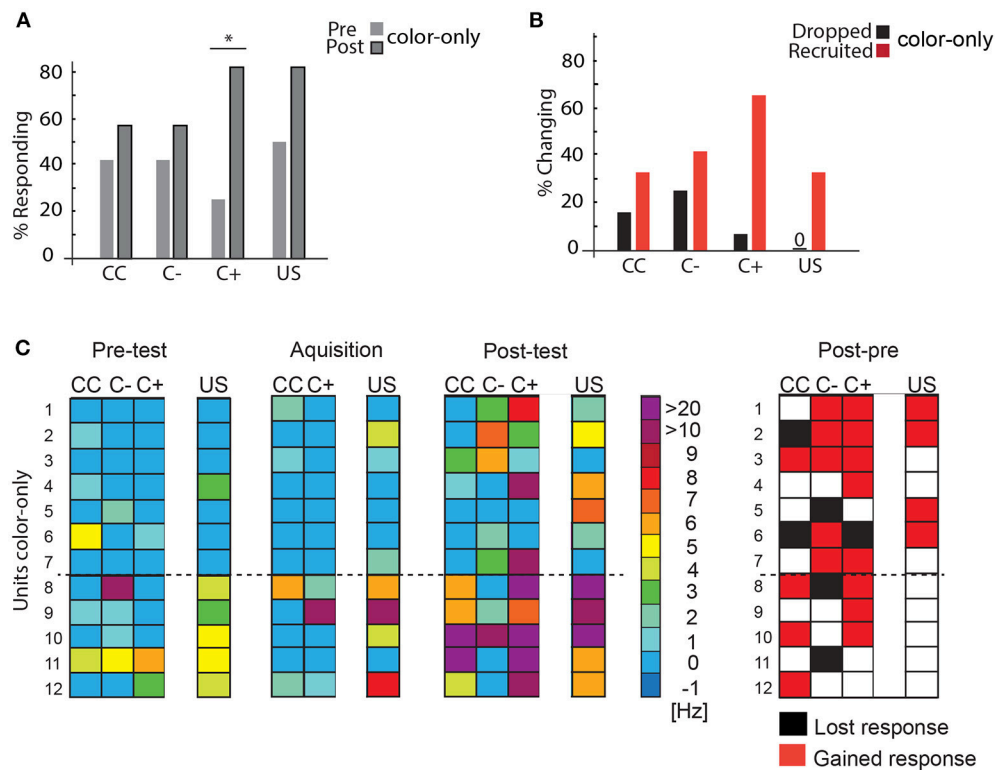 A
Pre
Post
color-only
*
% Responding
80
60
40
20
0
CC C- C+ US
B
Dropped
Recruited
color-only
% Changing
80
60
40
20
0
0
CC C- C+ US
C
Pre-test
Aquisition
Post-test
Post-pre
CC C- C+ US
CC C+ US
CC C- C+ US
CC C- C+ US
Units color-only
1
2
3
4
5
6
7
8
9
10
11
12
>20
>10
9
8
7
6
5
4
3
2
1
0
-1
[Hz]
1
2
3
4
5
6
7
8
9
10
11
12
Lost response
Gained response